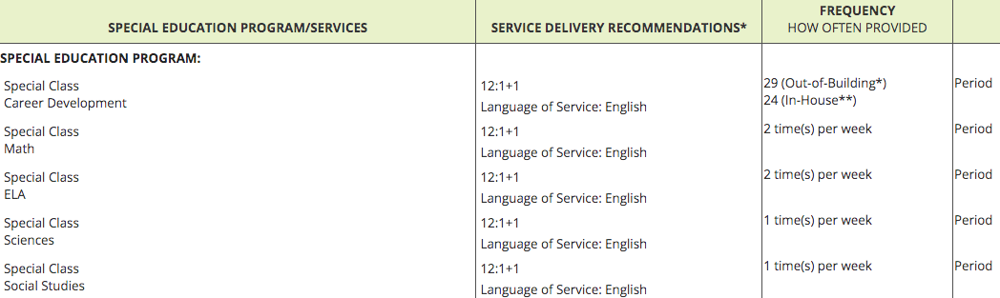 SPECIAL EDUCATION PROGRAM/SERVICES
SERVICE DELIVERY RECOMMENDATIONS*
FREQUENCY
HOW OFTEN PROVIDED
SPECIAL EDUCATION PROGRAM:
Special Class
Career Development
12:1+1
Language of Service: English
29 (Out-of-Building*)
24 (In-House**)
Period
Special Class
Math
12:1+1
Language of Service: English
2 time(s) per week
Period
Special Class
ELA
12:1+1
Language of Service: English
2 time(s) per week
Period
Special Class
Sciences
12:1+1
Language of Service: English
1 time(s) per week
Period
Special Class
Social Studies
12:1+1
Language of Service: English
1 time(s) per week
Period